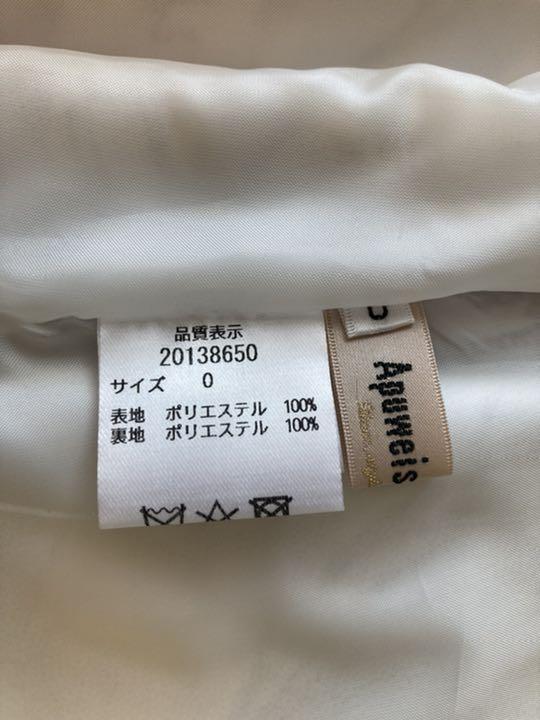 品質表示
20138650
サイズ 0
表地 ポリエステル 100%
裏地 ポリエステル 100%
0
Apuweis